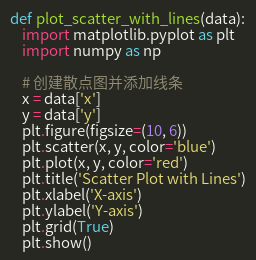 def plot_scatter_with_lines(data):
    import matplotlib.pyplot as plt
    import numpy as np

    # 创建散点图并添加线条
    x = data['x']
    y = data['y']
    plt.figure(figsize=(10, 6))
    plt.scatter(x, y, color='blue')
    plt.plot(x, y, color='red')
    plt.title('Scatter Plot with Lines')
    plt.xlabel('X-axis')
    plt.ylabel('Y-axis')
    plt.grid(True)
    plt.show()